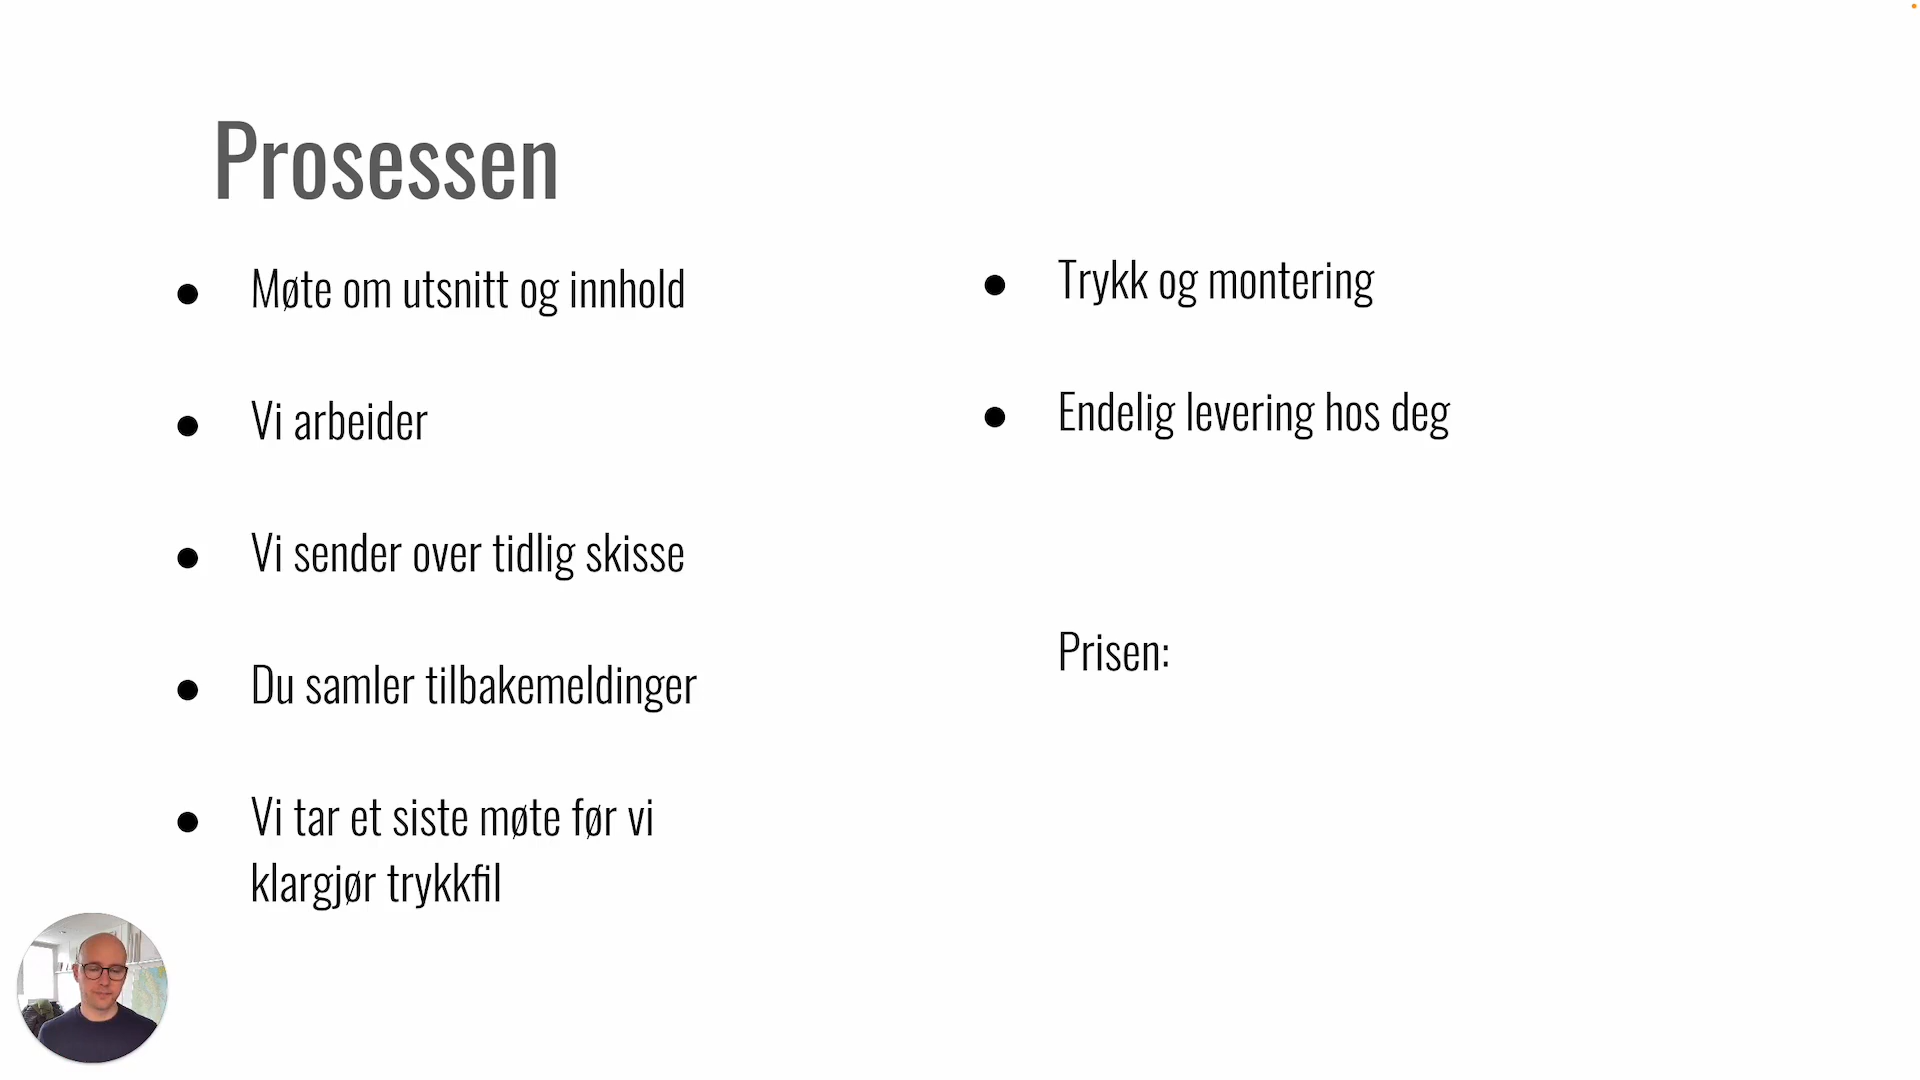 Prosessen
● Møte om utsnitt og innhold
● Vi arbeider
● Vi sender over tidlig skisse
● Du samler tilbakemeldinger
● Vi tar et siste møte før vi
klargjør trykkfil
● Trykk og montering
● Endelig levering hos deg
Prisen: